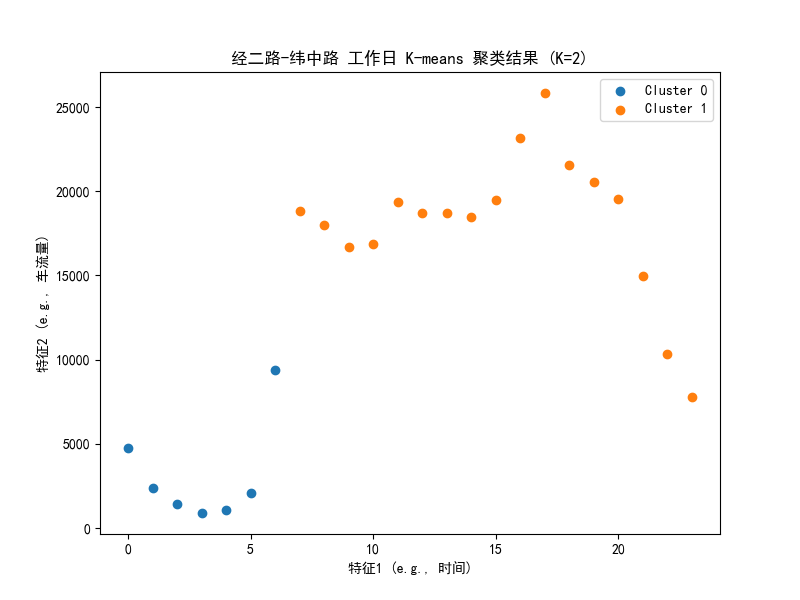 经二路-纬中路 工作日 K-means 聚类结果 (K=2)
Cluster 0
Cluster 1
25000
20000
15000
10000
5000
0
特征2 (e.g., 车流量)
0 5 10 15 20
特征1 (e.g., 时间)